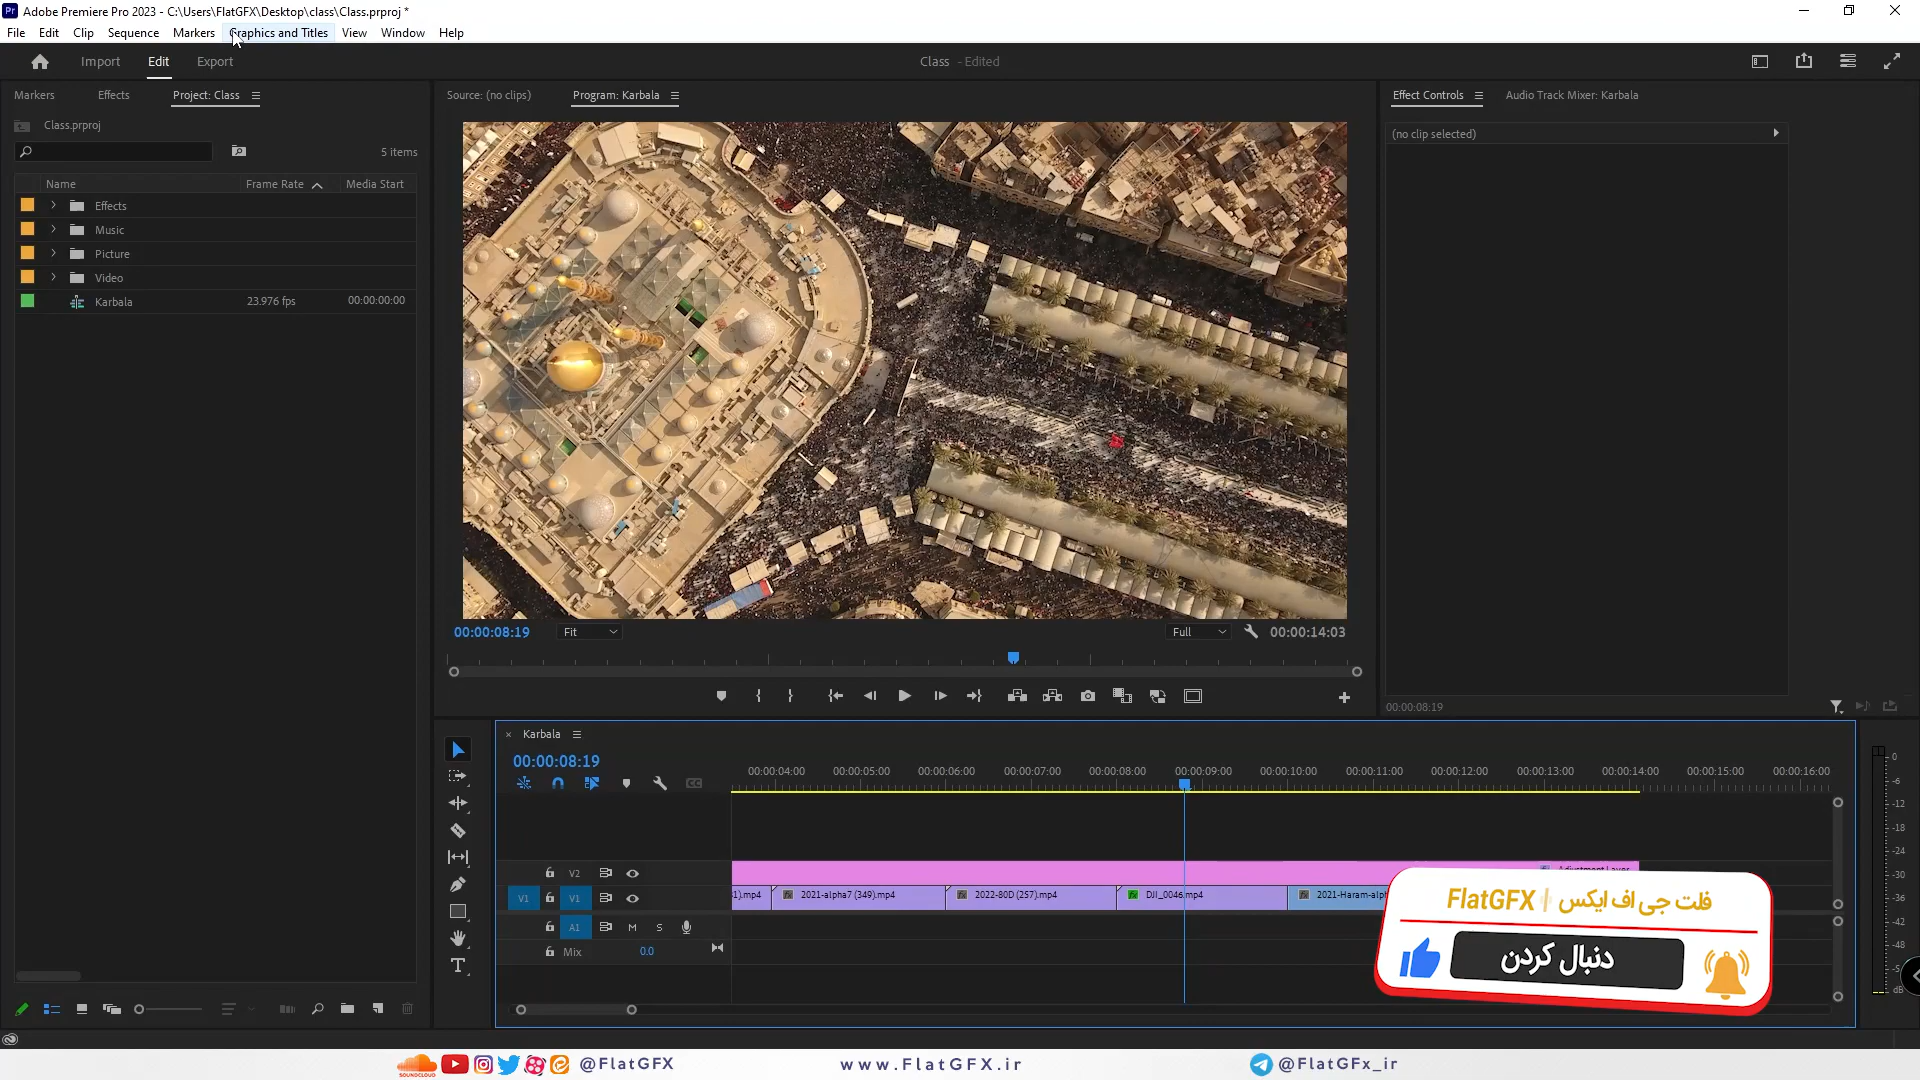 Adobe Premiere Pro 2023 - C:\Users\FlatGFX\Desktop\class\Class.prproj *
File Edit Clip Sequence Markers Graphics and Titles View Window Help
Import Edit Export
Class - Edited
Markers Effects Project: Class
Class.prproj
5 items
Name Frame Rate Media Start
Effects
Music
Picture
Video
Karbala 23.976 fps 00:00:00:00
Source: (no clips) Program: Karbala
00:00:08:19 Fit Full 00:00:14:03
Effect Controls Audio Track Mixer: Karbala
(no clip selected)
00:00:08:19
Karbala
00:00:08:19
00:00:04:00 00:00:05:00 00:00:06:00 00:00:07:00 00:00:08:00 00:00:09:00 00:00:10:00 00:00:11:00 00:00:12:00 00:00:13:00 00:00:14:00 00:00:15:00 00:00:16:00
V2
V1 V1 2021-alpha7 (349).mp4 2022-80D (257).mp4 DJI_0046.mp4
A1 M S
Mix 0.0
0
-6
-12
-18
-24
-30
-36
-42
-48
dB
FlatGFX | فلت جی اف ایکس
دنبال کردن
SOUNDCLOUD @FlatGFX www.FlatGFX.ir @FlatGFx_ir